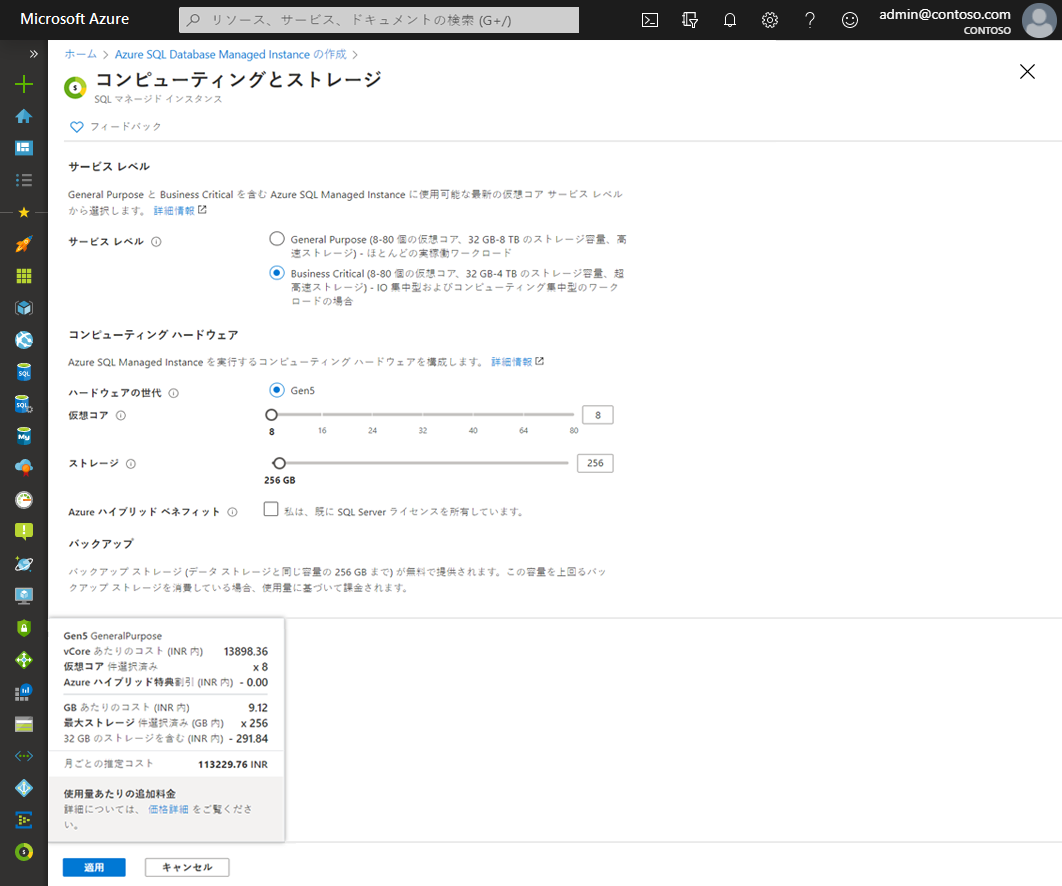 Microsoft Azure
リソース、サービス、ドキュメントの検索 (G+/)
admin@contoso.com
CONTOSO
ホーム > Azure SQL Database Managed Instance の作成 >
コンピューティングとストレージ
SQL マネージド インスタンス
フィードバック
サービス レベル
General Purpose と Business Critical を含む Azure SQL Managed Instance に使用可能な最新の仮想コア サービス レベル
から選択します。 詳細情報
サービス レベル
General Purpose (8-80 個の仮想コア、32 GB-8 TB のストレージ容量、高
速ストレージ) - ほとんどの実稼働ワークロード
Business Critical (8-80 個の仮想コア、32 GB-4 TB のストレージ容量、超
高速ストレージ) - IO 集中型およびコンピューティング集中型のワーク
ロードの場合
コンピューティング ハードウェア
Azure SQL Managed Instance を実行するコンピューティング ハードウェアを構成します。 詳細情報
ハードウェアの世代 Gen5
仮想コア 8
8 16 24 32 40 64 80
ストレージ 256
256 GB
Azure ハイブリッド ベネフィット 私は、既に SQL Server ライセンスを所有しています。
バックアップ
バックアップ ストレージ (データ ストレージと同じ容量の 256 GB まで) が無料で提供されます。この容量を上回るバッ
クアップ ストレージを消費している場合、使用量に基づいて課金されます。
Gen5 GeneralPurpose
vCore あたりのコスト (INR 内) 13898.36
仮想コア 件選択済み x 8
Azure ハイブリッド特典割引 (INR 内) - 0.00
GB あたりのコスト (INR 内) 9.12
最大ストレージ 件選択済み (GB 内) x 256
32 GB のストレージを含む (INR 内) - 291.84
月ごとの推定コスト 113229.76 INR
使用量あたりの追加料金
詳細については、 価格詳細 をご覧くださ
い。
適用 キャンセル